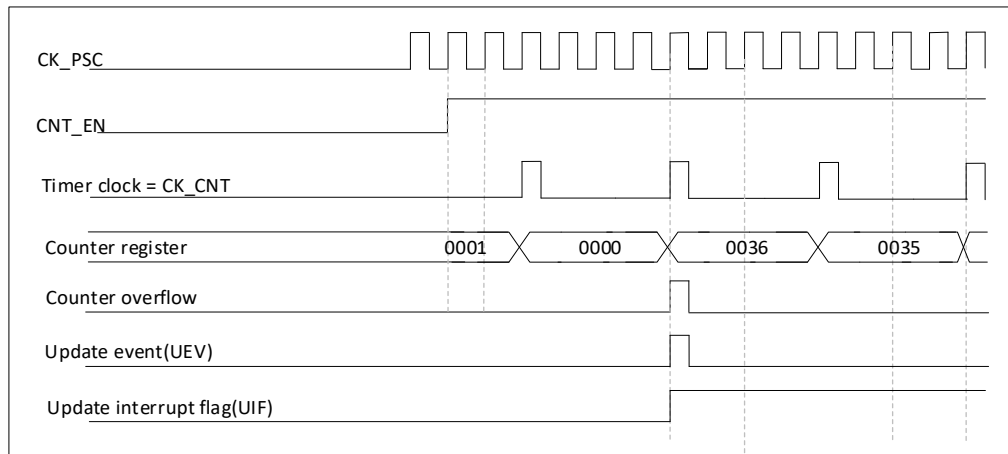 CK_PSC
CNT_EN
Timer clock = CK_CNT
Counter register 0001 0000 0036 0035
Counter overflow
Update event(UEV)
Update interrupt flag(UIF)